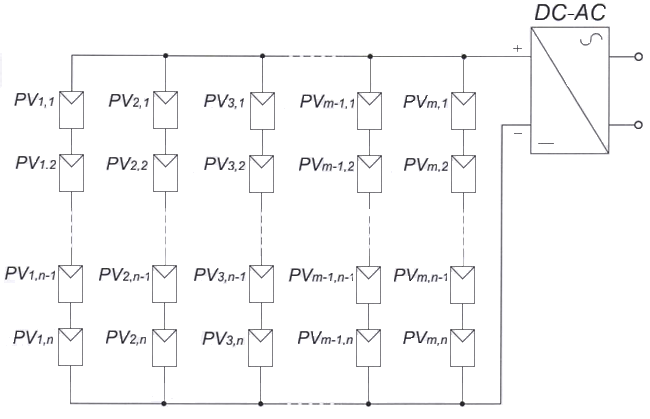 DC-AC
+
PV1,1 PV2,1 PV3,1 PVm-1,1 PVm,1
−
PV1.2 PV2,2 PV3,2 PVm-1,2 PVm,2
PV1,n-1 PV2,n-1 PV3,n-1 PVm-1,n-1 PVm,n-1
PV1,n PV2,n PV3,n PVm-1,n PVm,n